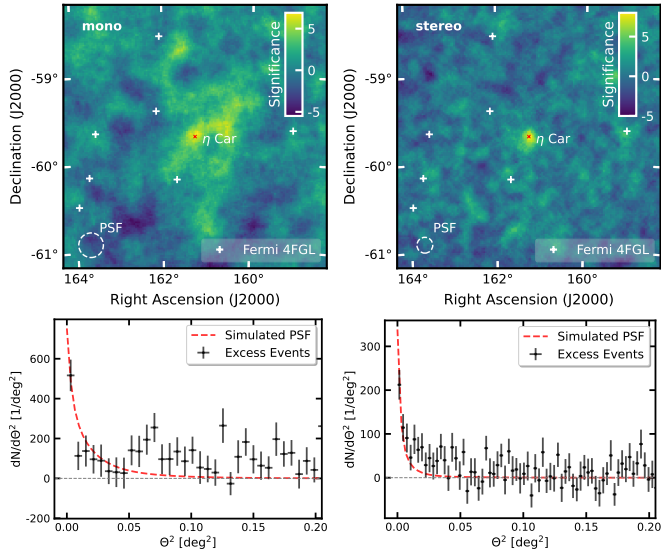 mono
Significance
5
0
-5
η Car
PSF
Fermi 4FGL
-59°
-60°
-61°
Declination (J2000)
164°
162°
160°
Right Ascension (J2000)
stereo
Significance
5
0
-5
η Car
PSF
Fermi 4FGL
-59°
-60°
-61°
Declination (J2000)
164°
162°
160°
Right Ascension (J2000)
Simulated PSF
Excess Events
600
400
200
0
-200
dN/dΘ² [1/deg²]
0.00
0.05
0.10
0.15
0.20
Θ² [deg²]
Simulated PSF
Excess Events
300
200
100
0
-100
dN/dΘ² [1/deg²]
0.00
0.05
0.10
0.15
0.20
Θ² [deg²]